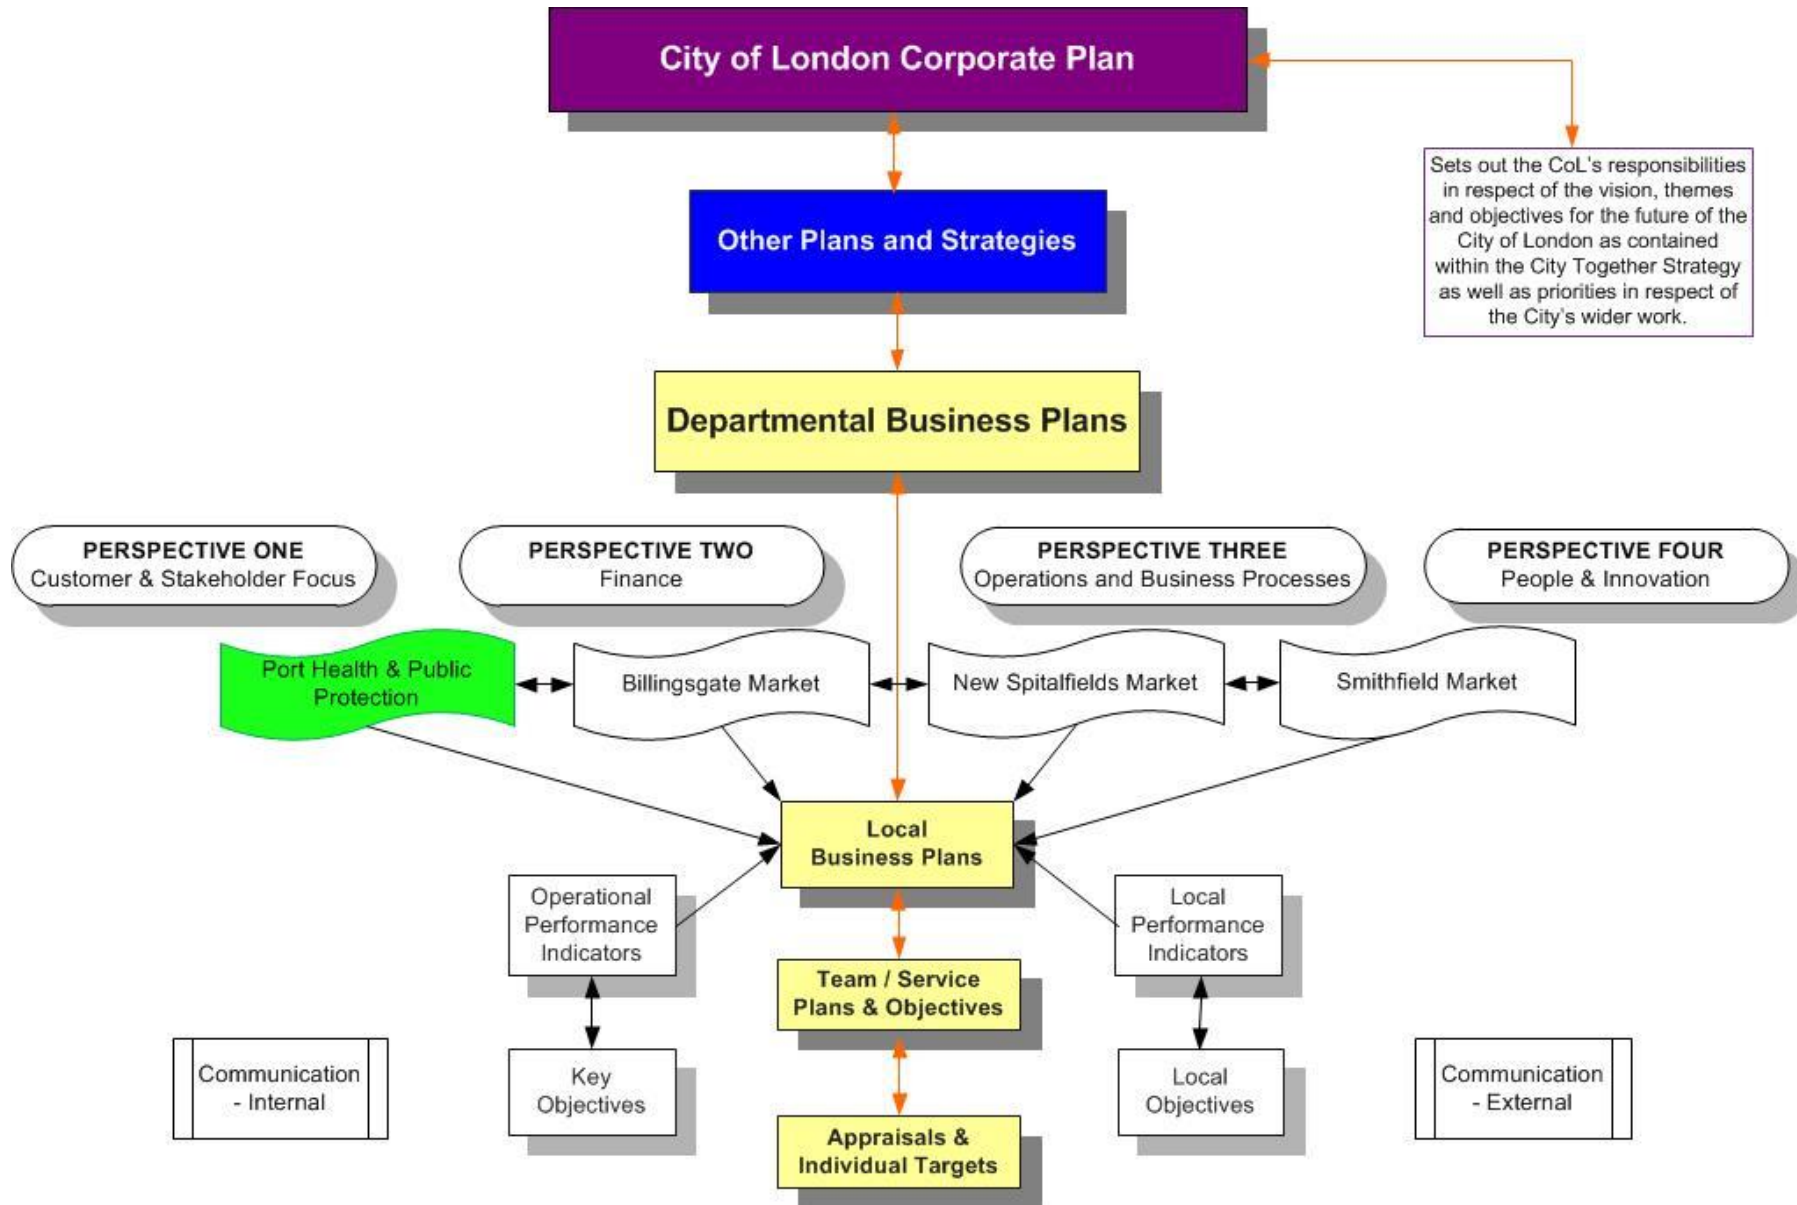 City of London Corporate Plan
Sets out the CoL's responsibilities
in respect of the vision, themes
and objectives for the future of the
City of London as contained
within the City Together Strategy
as well as priorities in respect of
the City's wider work.
Other Plans and Strategies
Departmental Business Plans
PERSPECTIVE ONE
Customer & Stakeholder Focus
PERSPECTIVE TWO
Finance
PERSPECTIVE THREE
Operations and Business Processes
PERSPECTIVE FOUR
People & Innovation
Port Health & Public
Protection
Billingsgate Market
New Spitalfields Market
Smithfield Market
Local
Business Plans
Operational
Performance
Indicators
Local
Performance
Indicators
Team / Service
Plans & Objectives
Communication
- Internal
Key
Objectives
Local
Objectives
Communication
- External
Appraisals &
Individual Targets